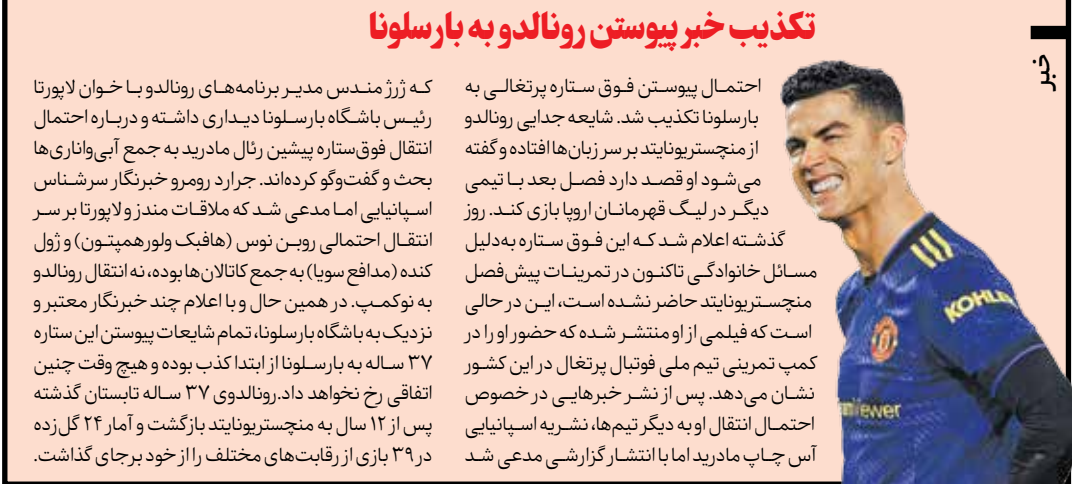 خبر
تکذیب خبر پیوستن رونالدو به بارسلونا
احتمال پیوستن فوق ستاره پرتغالی به
بارسلونا تکذیب شد. شایعه جدایی رونالدو
از منچستریونایتد بر سر زبان‌ها افتاده و گفته
می‌شود او قصد دارد فصل بعد با تیمی
دیگر در لیگ قهرمانان اروپا بازی کند. روز
گذشته اعلام شد که این فوق ستاره به‌دلیل
مسائل خانوادگی تاکنون در تمرینات پیش‌فصل
منچستریونایتد حاضر نشده است، این در حالی
است که فیلمی از او منتشر شده که حضور او را در
کمپ تمرینی تیم ملی فوتبال پرتغال در این کشور
نشان می‌دهد. پس از نشر خبرهایی در خصوص
احتمال انتقال او به دیگر تیم‌ها، نشریه اسپانیایی
آس چاپ مادرید اما با انتشار گزارشی مدعی شد
که ژرژ مندس مدیر برنامه‌های رونالدو با خوان لاپورتا
رئیس باشگاه بارسلونا دیداری داشته و درباره احتمال
انتقال فوق‌ستاره پیشین رئال مادرید به جمع آبی‌واناری‌ها
بحث و گفت‌وگو کرده‌اند. جرارد رومرو خبرنگار سرشناس
اسپانیایی اما مدعی شد که ملاقات مندز و لاپورتا بر سر
انتقال احتمالی روبن نوس (هافبک ولورهمپتون) و ژول
کنده (مدافع سویا) به جمع کاتالان‌ها بوده، نه انتقال رونالدو
به نوکمپ. در همین حال و با اعلام چند خبرنگار معتبر و
نزدیک به باشگاه بارسلونا، تمام شایعات پیوستن این ستاره
۳۷ ساله به بارسلونا از ابتدا کذب بوده و هیچ وقت چنین
اتفاقی رخ نخواهد داد.رونالدوی ۳۷ ساله تابستان گذشته
پس از ۱۲ سال به منچستریونایتد بازگشت و آمار ۲۴ گل‌زده
در ۳۹ بازی از رقابت‌های مختلف را از خود برجای گذاشت.
KOHLE